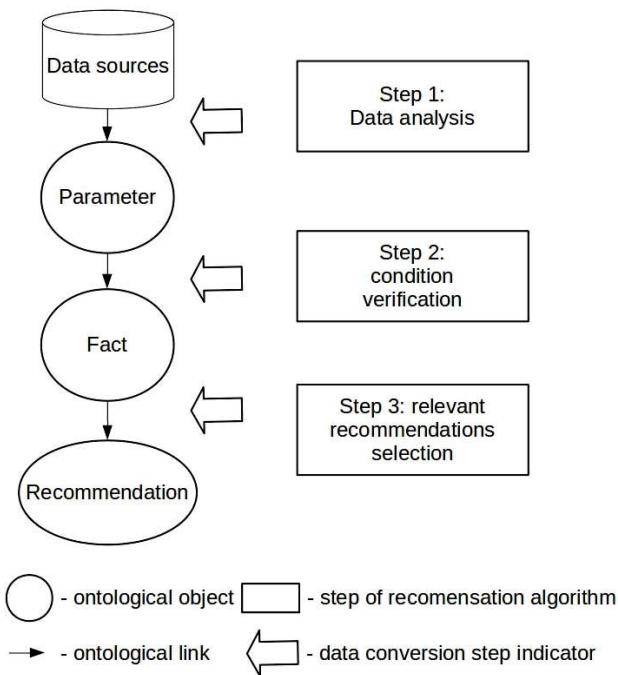 Data sources
Step 1:
Data analysis
Parameter
Step 2:
condition
verification
Fact
Step 3: relevant
recommendations
selection
Recommendation
- ontological object
- step of recomensation algorithm
- ontological link
- data conversion step indicator